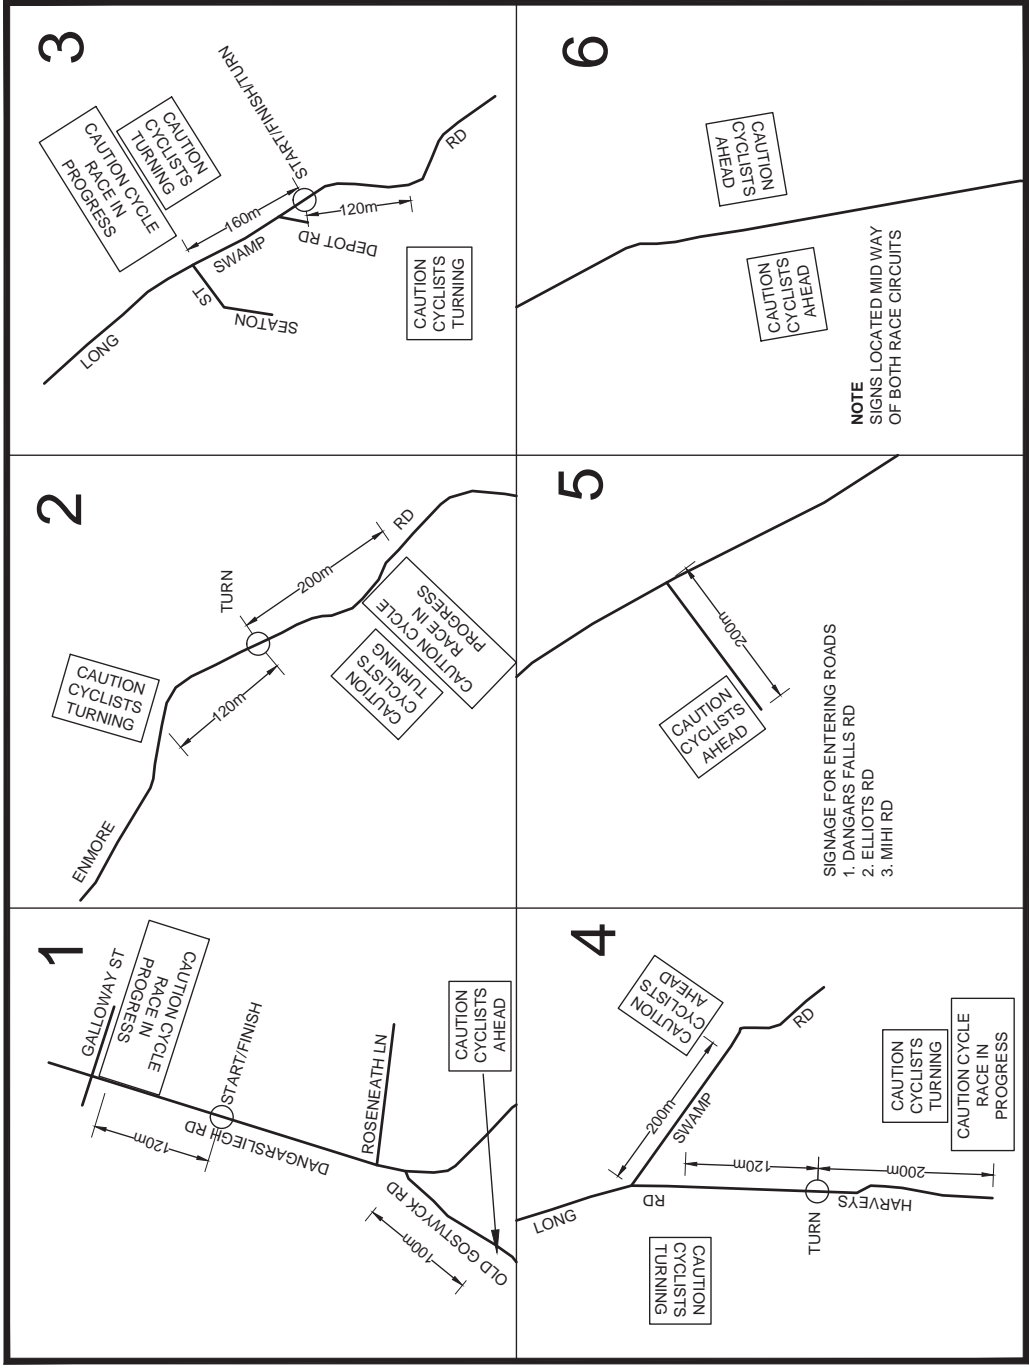 1
GALLOWAY ST
CAUTION CYCLE
RACE IN
PROGRESS
120m
START/FINISH
DANGARSLIEGH RD
ROSENEATH LN
OLD GOSTWYCK RD
100m
CAUTION
CYCLISTS
AHEAD
2
ENMORE
RD
CAUTION
CYCLISTS
TURNING
120m
TURN
200m
CAUTION
CYCLISTS
TURNING
CAUTION CYCLE
RACE IN
PROGRESS
3
LONG
SWAMP
RD
SEATON
ST
DEPOT RD
CAUTION CYCLE
RACE IN
PROGRESS
CAUTION
CYCLISTS
TURNING
160m
START/FINISH/TURN
120m
CAUTION
CYCLISTS
TURNING
4
LONG
SWAMP
RD
200m
CAUTION
CYCLISTS
AHEAD
RD
HARVEYS
120m
TURN
200m
CAUTION
CYCLISTS
TURNING
CAUTION
CYCLISTS
TURNING
CAUTION CYCLE
RACE IN
PROGRESS
5
200m
CAUTION
CYCLISTS
AHEAD
SIGNAGE FOR ENTERING ROADS
1. DANGARS FALLS RD
2. ELLIOTS RD
3. MIHI RD
6
CAUTION
CYCLISTS
AHEAD
CAUTION
CYCLISTS
AHEAD
NOTE
SIGNS LOCATED MID WAY
OF BOTH RACE CIRCUITS